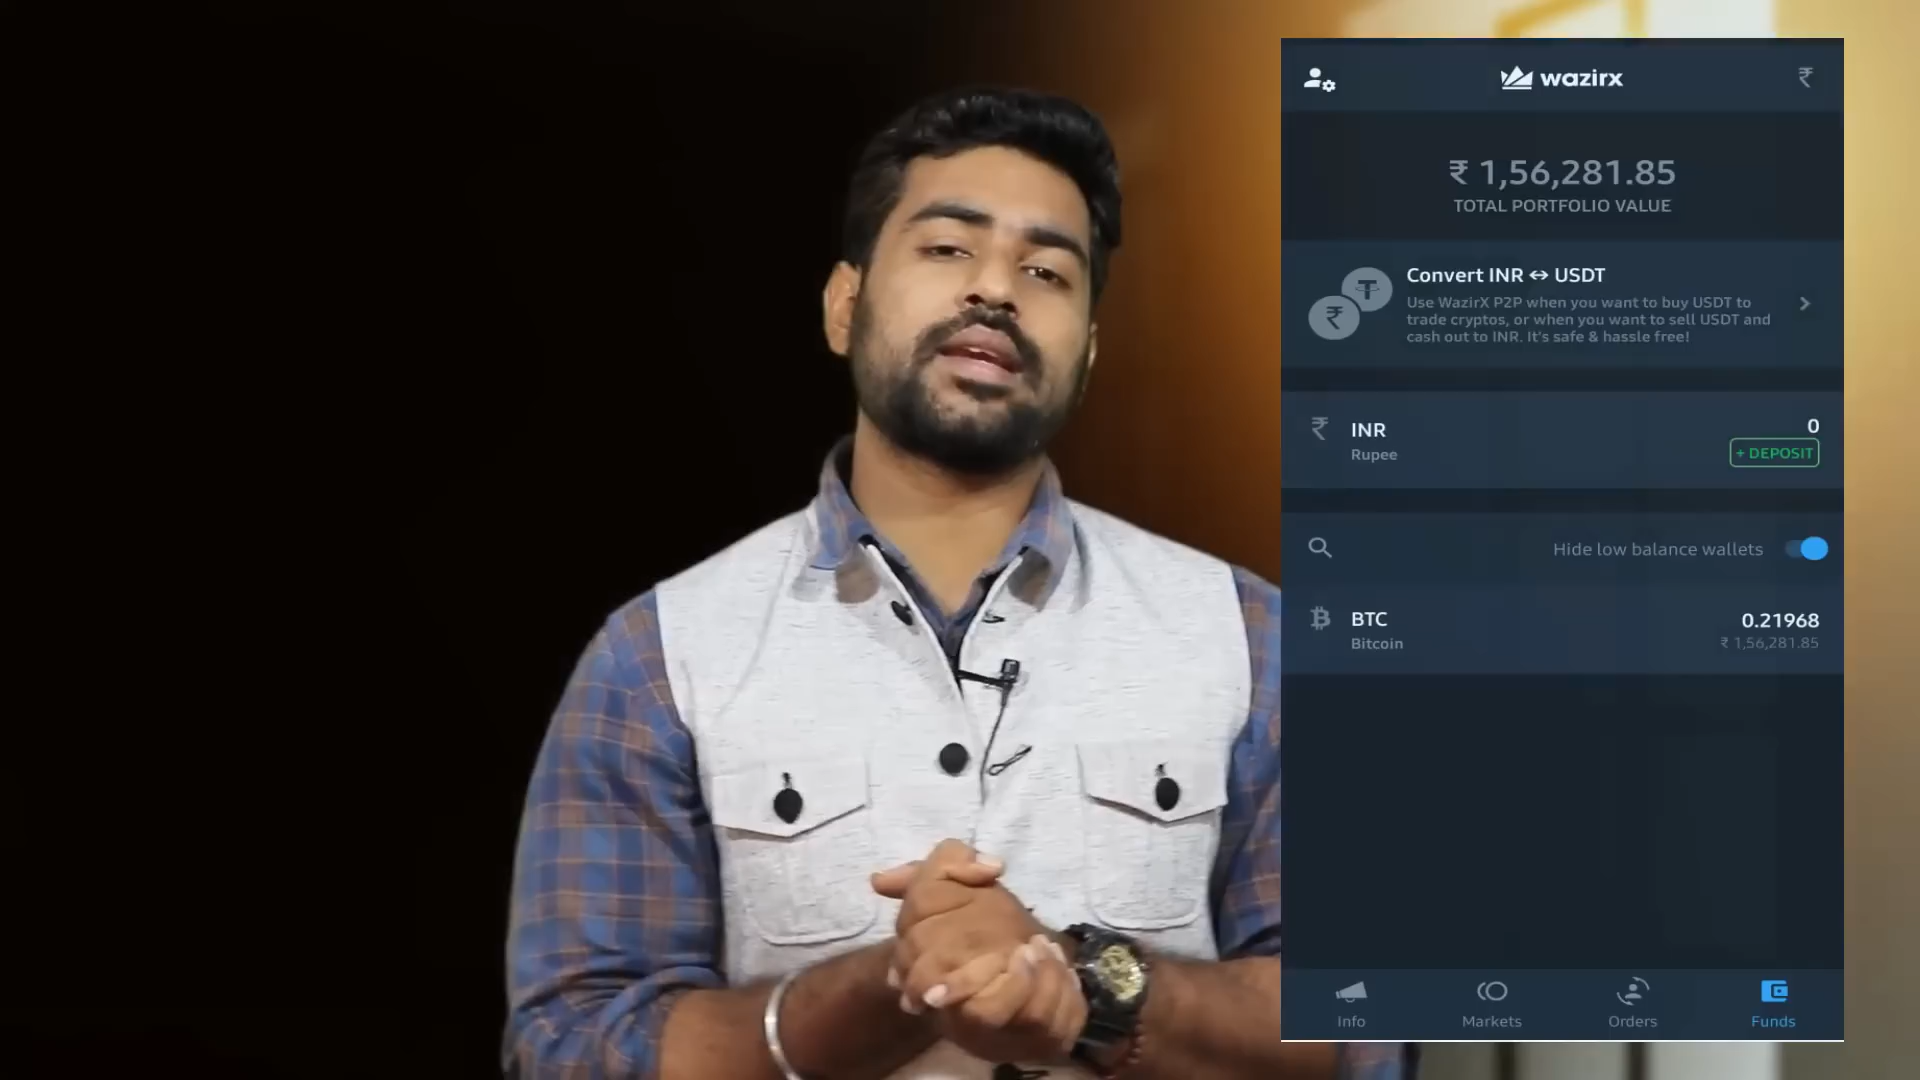 wazirx
₹
₹ 1,56,281.85
TOTAL PORTFOLIO VALUE
Convert INR ↔ USDT
Use WazirX P2P when you want to buy USDT to
trade cryptos, or when you want to sell USDT and
cash out to INR. It's safe & hassle free!
₹ INR 0
Rupee + DEPOSIT
Hide low balance wallets
BTC 0.21968
Bitcoin ₹ 1,56,281.85
Info Markets Orders Funds